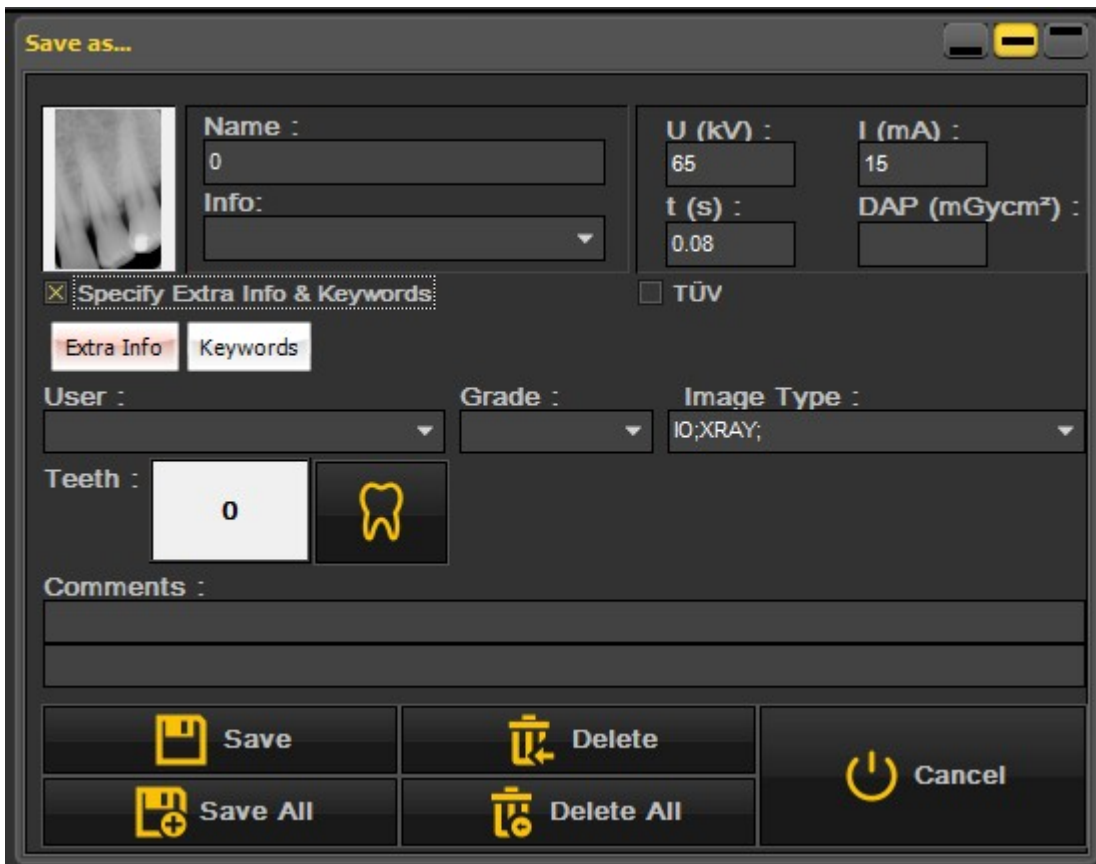 Save as...
Name :
0
Info:
U (kV) :
65
I (mA) :
15
t (s) :
0.08
DAP (mGycm²) :
Specify Extra Info & Keywords
TÜV
Extra Info
Keywords
User :
Grade :
Image Type :
IO;XRAY;
Teeth :
0
Comments :
Save
Delete
Cancel
Save All
Delete All